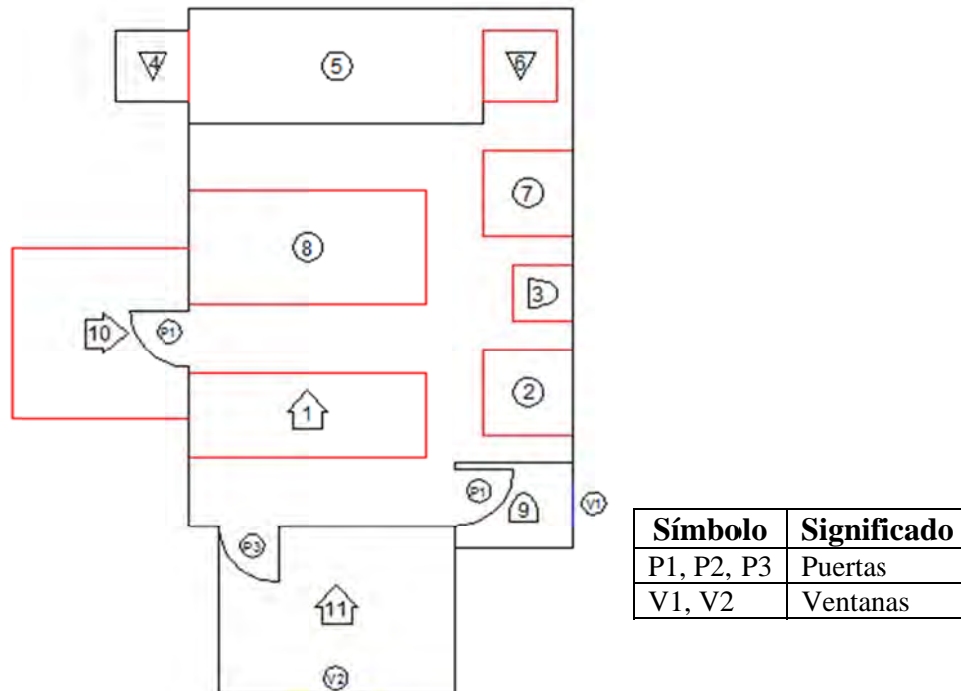 4
5
6
7
8
3
10
P1
1
2
P1
9
V1
P3
11
V2
Símbolo Significado
P1, P2, P3 Puertas
V1, V2 Ventanas